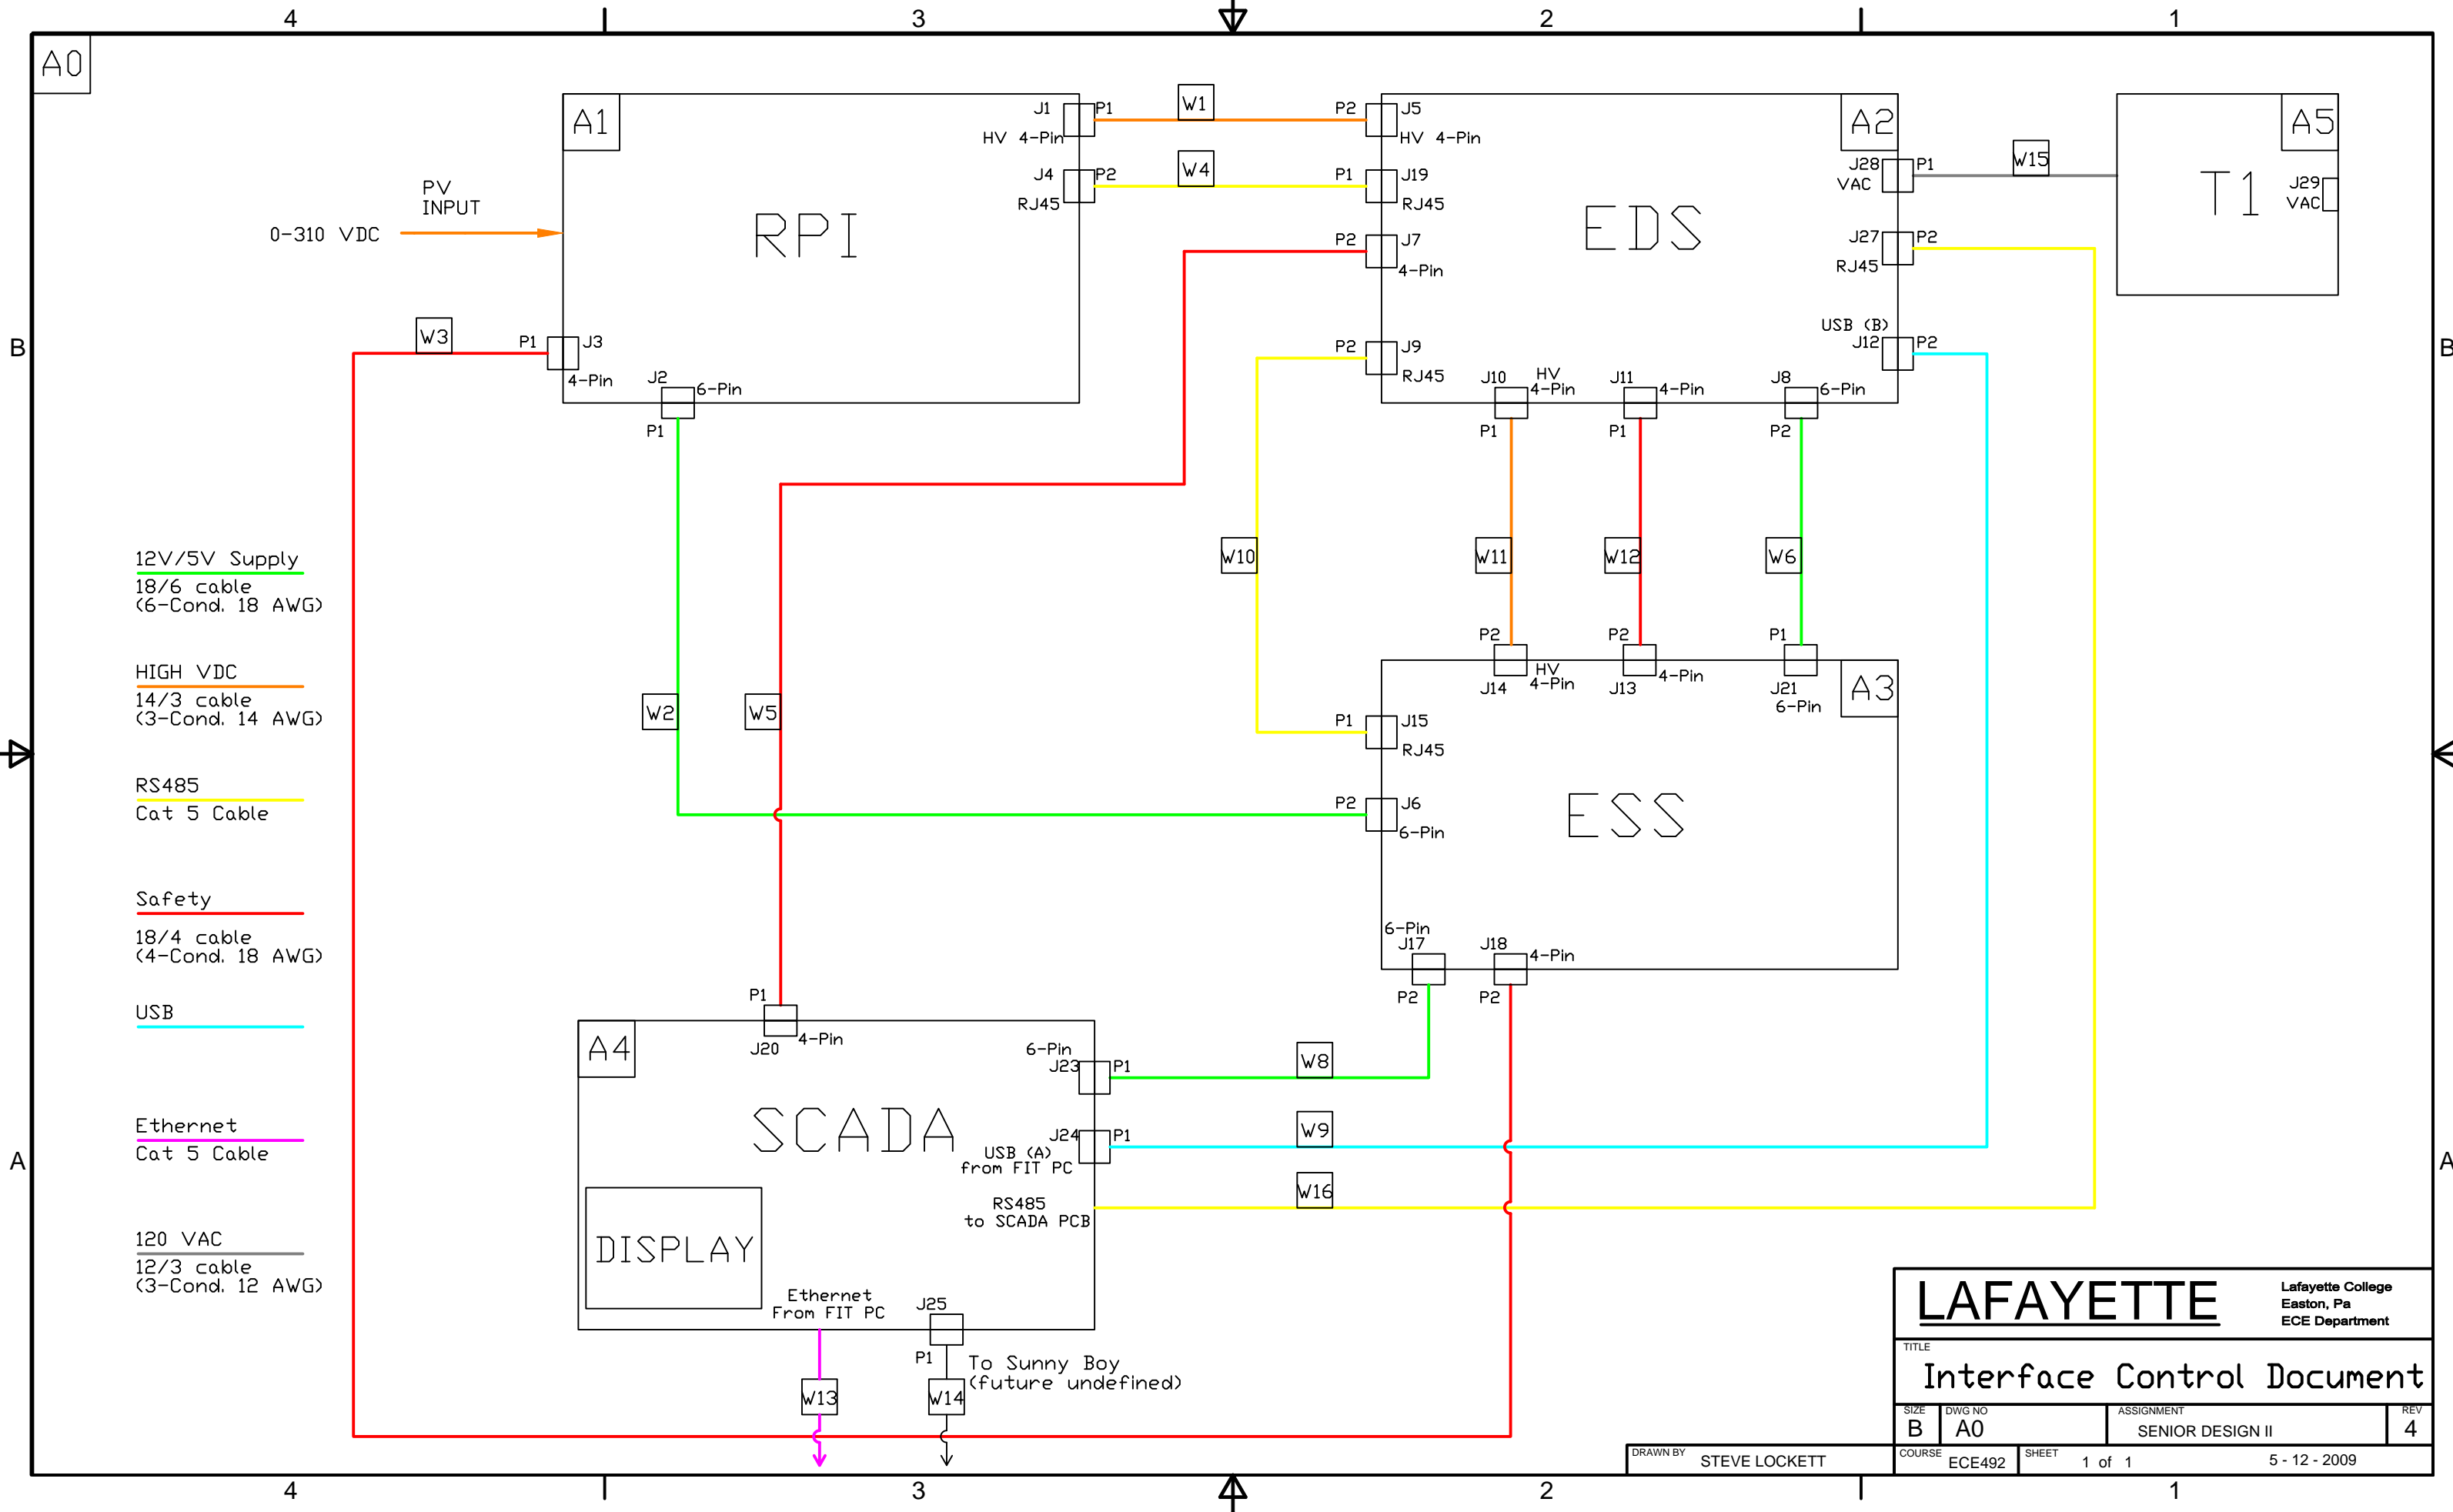 4
3
2
1
A0
A1
RPI
J1
P1
HV 4-Pin
J4
P2
RJ45
PV
INPUT
0-310 VDC
W3
P1
J3
4-Pin
J2
6-Pin
P1
W1
W4
P2
J5
HV 4-Pin
P1
J19
RJ45
P2
J7
4-Pin
P2
J9
RJ45
EDS
A2
J28
VAC
P1
J27
RJ45
P2
USB (B)
J12
P2
J10
HV
4-Pin
P1
J11
4-Pin
P1
J8
6-Pin
P2
W15
A5
T1
J29
VAC
B
B
12V/5V Supply
18/6 cable
(6-Cond. 18 AWG)
HIGH VDC
14/3 cable
(3-Cond. 14 AWG)
RS485
Cat 5 Cable
Safety
18/4 cable
(4-Cond. 18 AWG)
USB
Ethernet
Cat 5 Cable
120 VAC
12/3 cable
(3-Cond. 12 AWG)
W2
W5
W10
W11
W12
W6
P2
J14
HV
4-Pin
P2
J13
4-Pin
P1
J21
6-Pin
A3
P1
J15
RJ45
P2
J6
6-Pin
ESS
6-Pin
J17
P2
J18
4-Pin
P2
P1
J20
4-Pin
A4
SCADA
6-Pin
J23
P1
J24
P1
USB (A)
from FIT PC
RS485
to SCADA PCB
DISPLAY
Ethernet
From FIT PC
J25
P1
W8
W9
W16
W13
W14
To Sunny Boy
(future undefined)
A
A
LAFAYETTE
Lafayette College
Easton, Pa
ECE Department
TITLE
Interface Control Document
SIZE
B
DWG NO
A0
ASSIGNMENT
SENIOR DESIGN II
REV
4
DRAWN BY
STEVE LOCKETT
COURSE
ECE492
SHEET
1 of 1
5 - 12 - 2009
4
3
2
1